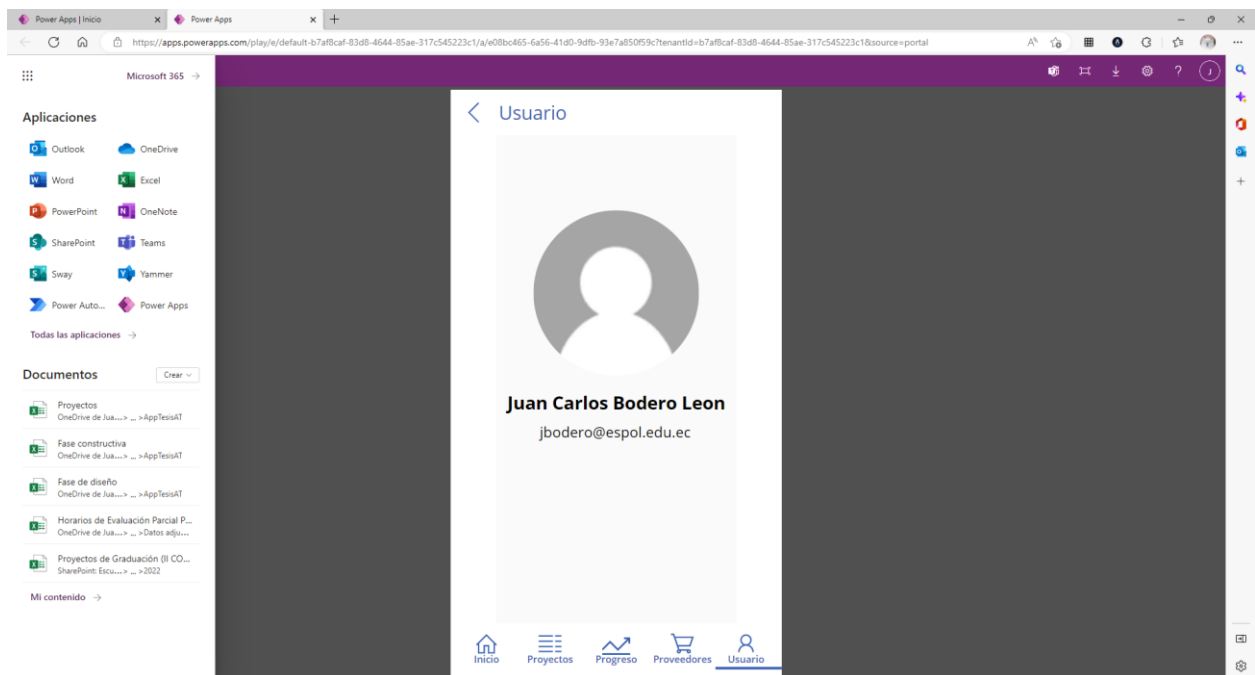 Power Apps | Inicio
Power Apps
https://apps.powerapps.com/play/e/default-b7af8caf-83d8-4644-85ae-317c545223c1/a/e08bc465-6a56-41d0-9dfb-93e7a850f59c?tenantId=b7af8caf-83d8-4644-85ae-317c545223c1&source=portal
Microsoft 365 →
Aplicaciones
Outlook
OneDrive
Word
Excel
PowerPoint
OneNote
SharePoint
Teams
Sway
Yammer
Power Auto...
Power Apps
Todas las aplicaciones →
Documentos
Crear
Proyectos
OneDrive de Jua...> ... >AppTesisAT
Fase constructiva
OneDrive de Jua...> ... >AppTesisAT
Fase de diseño
OneDrive de Jua...> ... >AppTesisAT
Horarios de Evaluación Parcial P...
OneDrive de Jua...> ... >Datos adju...
Proyectos de Graduación (II CO...
SharePoint: Escu...> ... >2022
Mi contenido →
J
Usuario
Juan Carlos Bodero Leon
jbodero@espol.edu.ec
Inicio
Proyectos
Progreso
Proveedores
Usuario